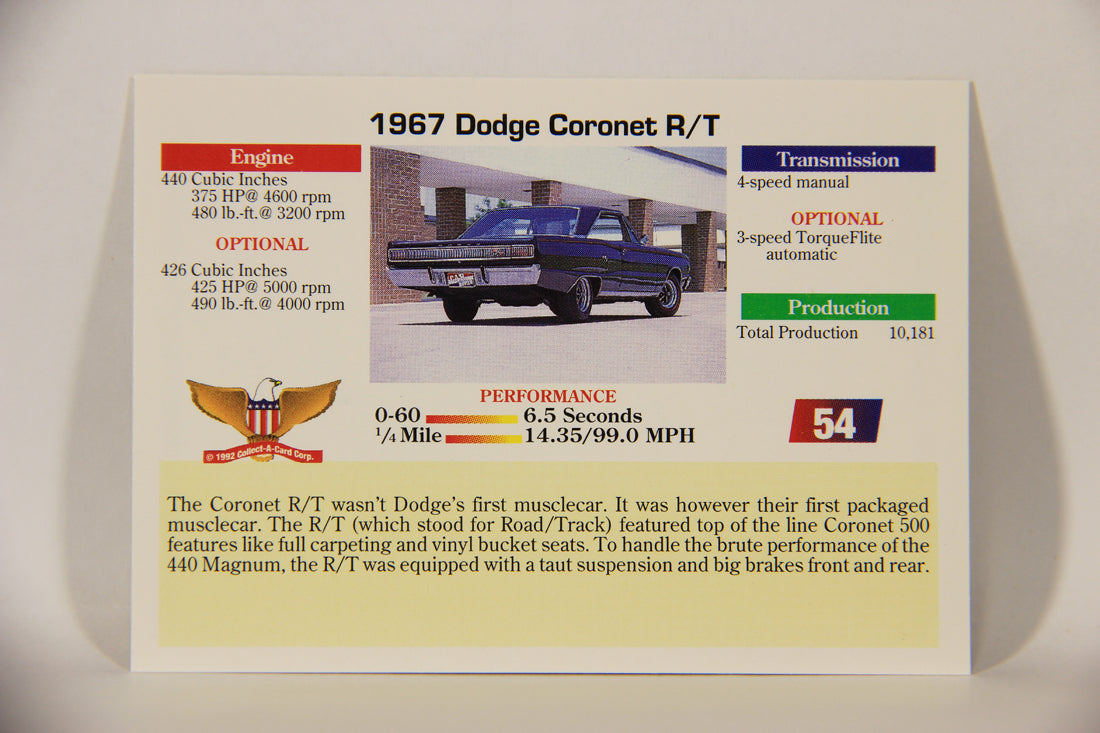 1967 Dodge Coronet R/T
Engine
440 Cubic Inches
375 HP@ 4600 rpm
480 lb.-ft.@ 3200 rpm
OPTIONAL
426 Cubic Inches
425 HP@ 5000 rpm
490 lb.-ft.@ 4000 rpm
Transmission
4-speed manual
OPTIONAL
3-speed TorqueFlite
automatic
Production
Total Production 10,181
PERFORMANCE
0-60 6.5 Seconds
1/4 Mile 14.35/99.0 MPH
54
© 1992 Collect-A-Card Corp.
The Coronet R/T wasn't Dodge's first musclecar. It was however their first packaged
musclecar. The R/T (which stood for Road/Track) featured top of the line Coronet 500
features like full carpeting and vinyl bucket seats. To handle the brute performance of the
440 Magnum, the R/T was equipped with a taut suspension and big brakes front and rear.